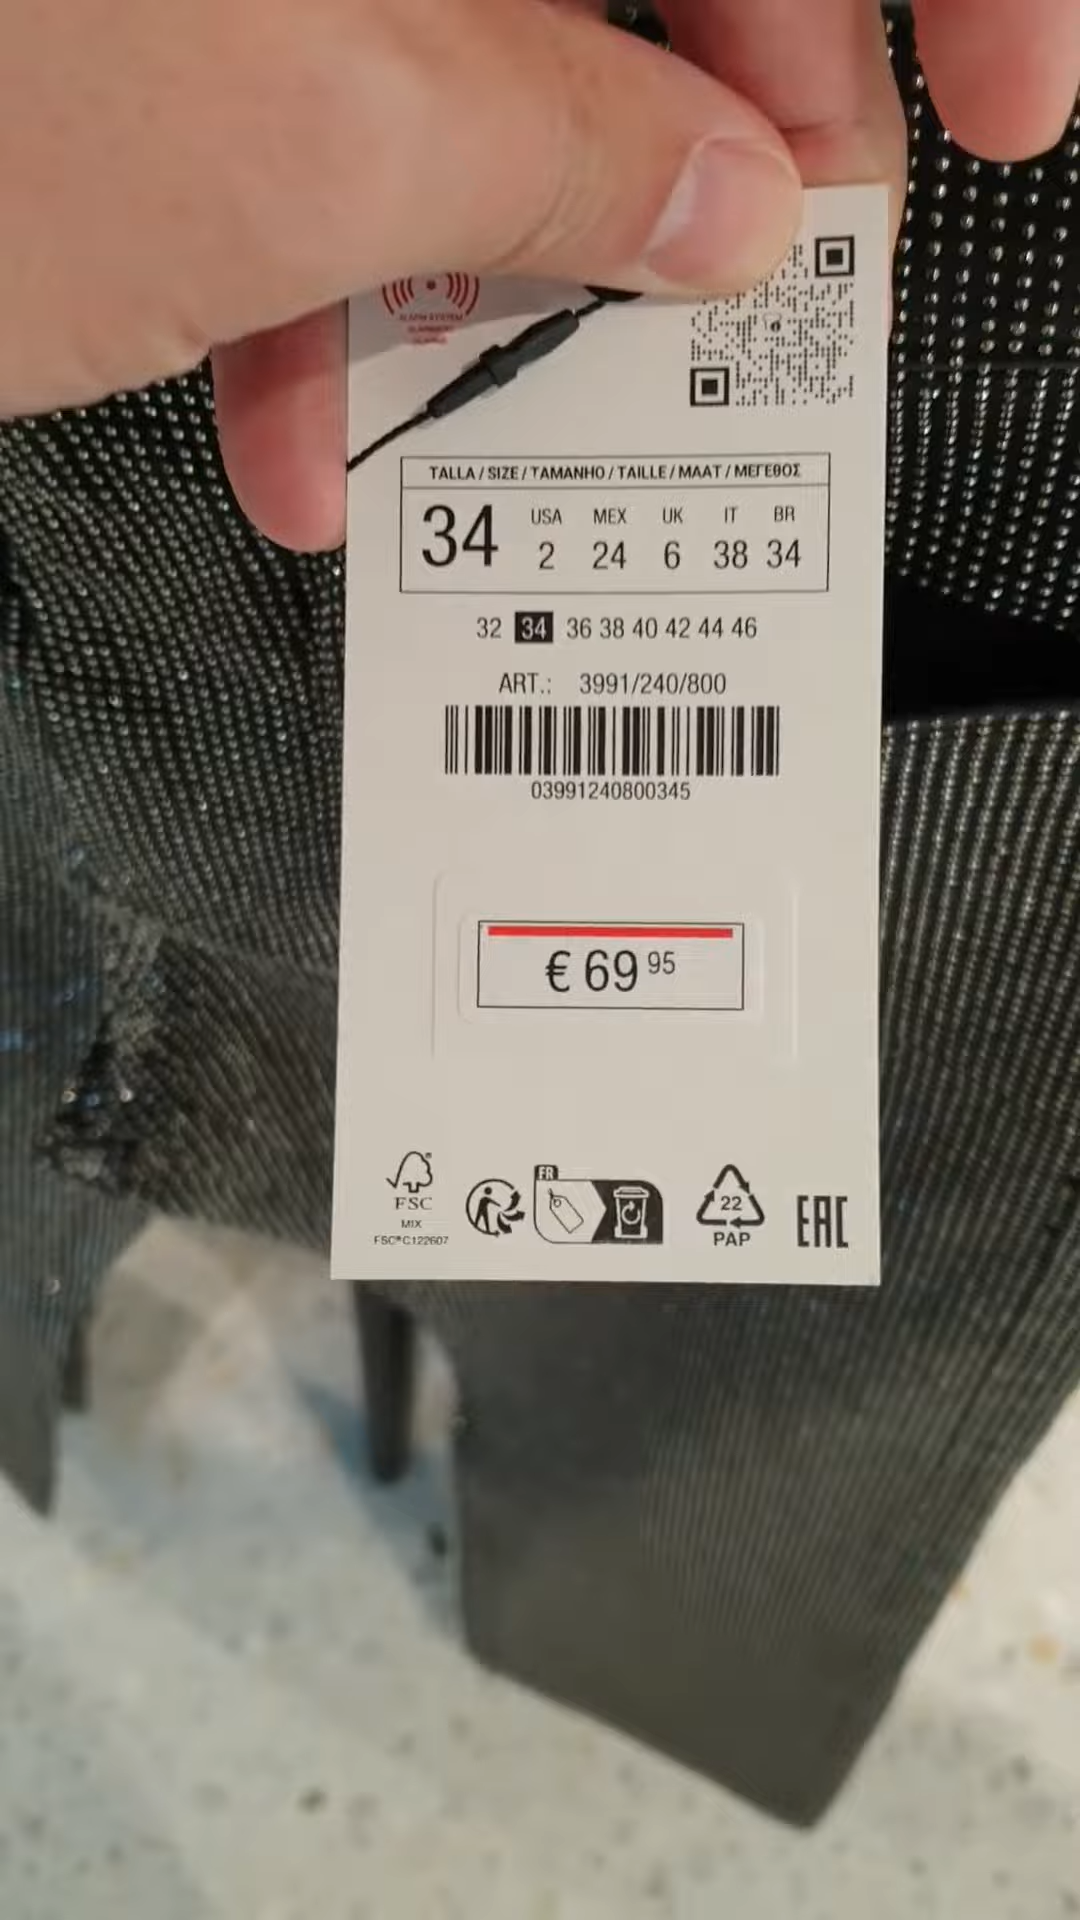 ALARM SYSTEM
TALLA / SIZE / TAMANHO / TAILLE / MAAT / ΜΕΓΕΘΟΣ
34 USA MEX UK IT BR
2 24 6 38 34
32 34 36 38 40 42 44 46
ART.: 3991/240/800
03991240800345
€ 69 95
FSC
MIX
FSC® C122607
FR
22
PAP
EAC